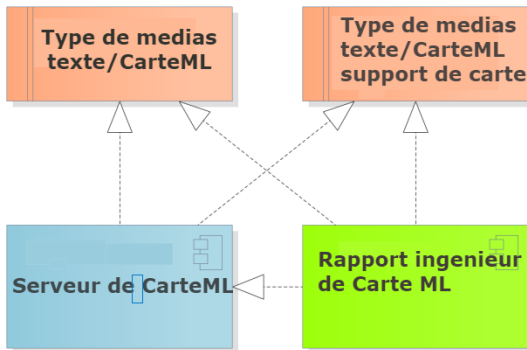 Type de medias
texte/CarteML
Type de medias
texte/CarteML
support de carte
Serveur de CarteML
Rapport ingenieur
de Carte ML